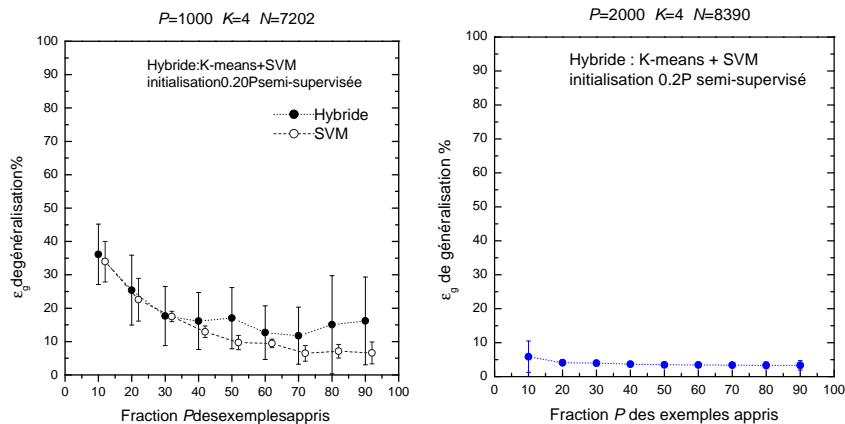 P=1000 K=4 N=7202
100
90
80
70
60
50
40
30
20
10
0
ε_g degénéralisation%
Hybride:K-means+SVM
initialisation0.20Psemi-supervisée
Hybride
SVM
0 10 20 30 40 50 60 70 80 90 100
Fraction Pdesexemplesappris
P=2000 K=4 N=8390
100
90
80
70
60
50
40
30
20
10
0
ε_g de généralisation %
Hybride : K-means + SVM
initialisation 0.2P semi-supervisé
0 10 20 30 40 50 60 70 80 90 100
Fraction P des exemples appris